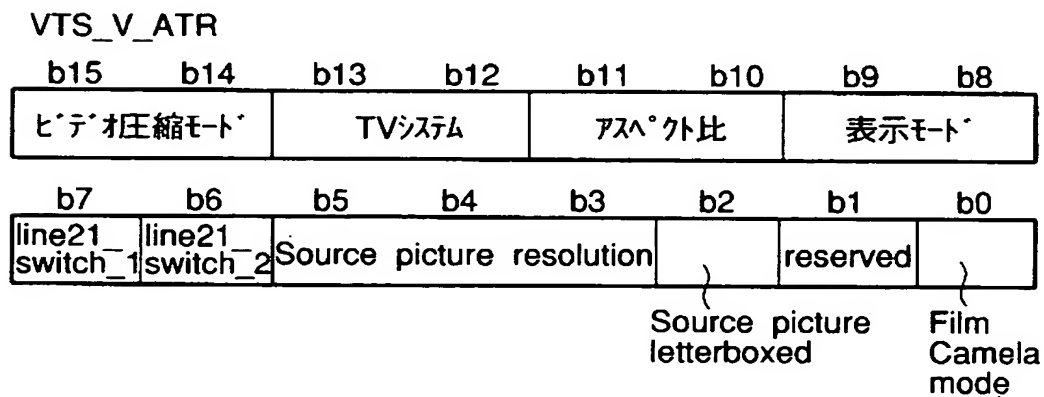 VTS_V_ATR
b15 b14 b13 b12 b11 b10 b9 b8
ビデオ圧縮モード TVシステム アスペクト比 表示モード
b7 b6 b5 b4 b3 b2 b1 b0
line21_ line21_
switch_1 switch_2 Source picture resolution reserved
Source picture Film
letterboxed Camela
mode